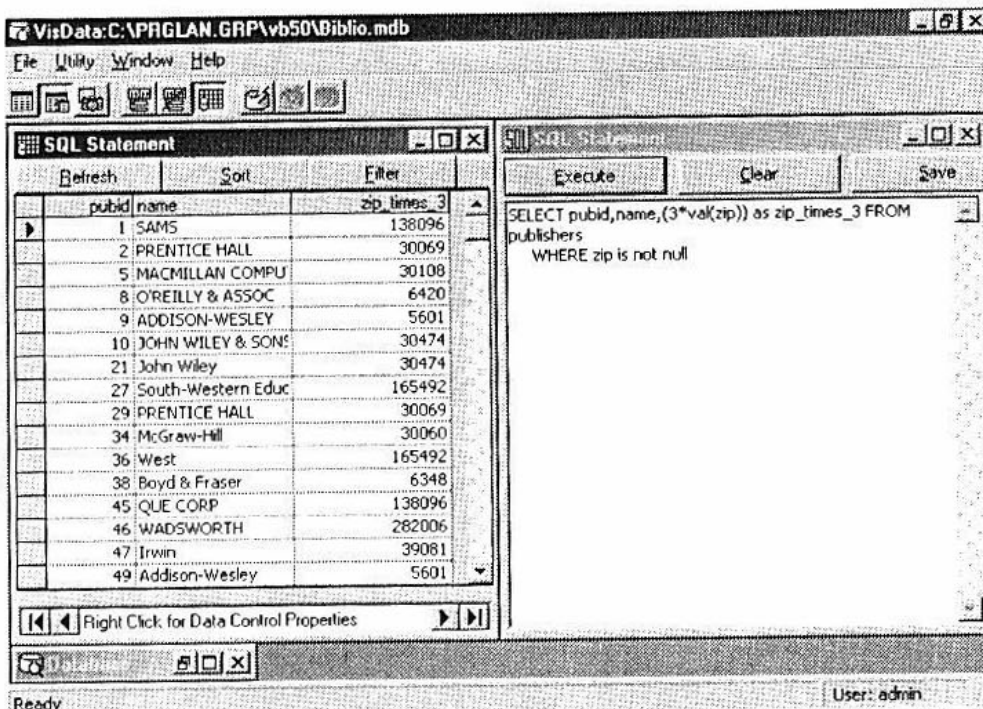 VisData:C:\PRGLAN.GRP\vb50\Biblio.mdb
File Utility Window Help
SQL Statement
Refresh Sort Filter
pubid name zip_times_3
1 SAMS 138096
2 PRENTICE HALL 30069
5 MACMILLAN COMPU
30108
8 O'REILLY & ASSOC 6420
9 ADDISON-WESLEY 5601
10 JOHN WILEY & SONS 30474
21 John Wiley 30474
27 South-Western Educ 165492
29 PRENTICE HALL 30069
34 McGraw-Hill 30060
36 West 165492
38 Boyd & Fraser 6348
45 QUE CORP 138096
46 WADSWORTH 282006
47 Irwin 39081
49 Addison-Wesley 5601
Right Click for Data Control Properties
SQL Statement
Execute Clear Save
SELECT pubid,name,(3*val(zip)) as zip_times_3 FROM
publishers
WHERE zip is not null
Database
Ready
User: admin